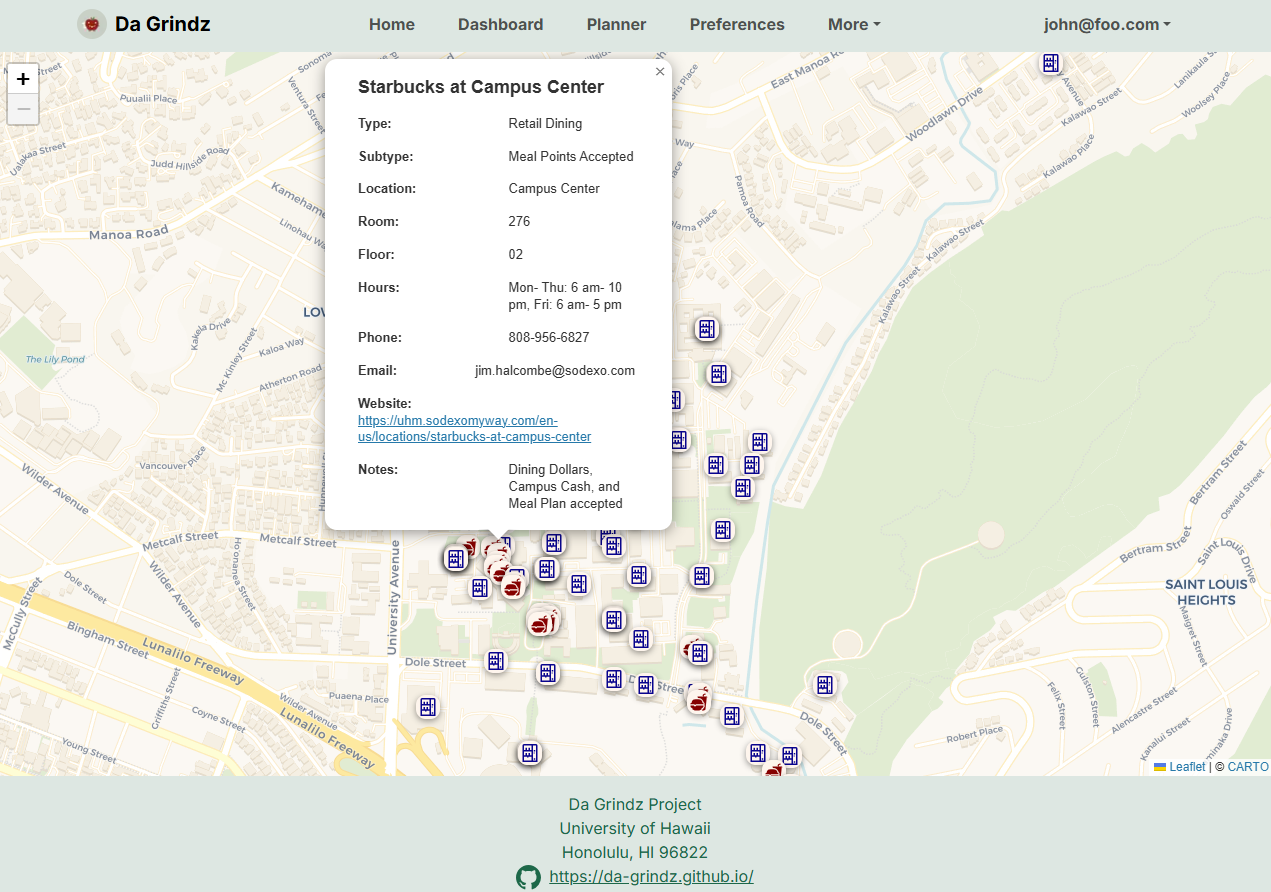 Da Grindz
Home
Dashboard
Planner
Preferences
More
john@foo.com
+
−
×
Starbucks at Campus Center
Type: Retail Dining
Subtype: Meal Points Accepted
Location: Campus Center
Room: 276
Floor: 02
Hours: Mon- Thu: 6 am- 10
pm, Fri: 6 am- 5 pm
Phone: 808-956-6827
Email: jim.halcombe@sodexo.com
Website:
https://uhm.sodexomyway.com/en-
us/locations/starbucks-at-campus-center
Notes: Dining Dollars,
Campus Cash, and
Meal Plan accepted
Puualii Place
Ventura Street
Ualakaa Street
Judd Hillside Road
Manoa Road
Linohau Way
Kakela Drive
Mc Kinley Street
Kaloa Way
Atherton Road
The Lily Pond
Vancouver Place
Wilder Avenue
Metcalf Street
Metcalf Street
Hoonanea Street
University Avenue
Dole Street
Wilder Avenue
McCully Street
Bingham Street
Lunalilo Freeway
Lunalilo Freeway
Griffiths Street
Coyne Street
Wilder Avenue
Puaena Place
Young Street
Dole Street
Dole Street
East Manoa Road
Woodlawn Drive
Kalawao Street
Lanikaula Street
Woolsey Place
Kalawao Place
Pamoa Road
Way
Kalawao Street
Kalawao Street
Bertram Street
Oswald Street
Bertram Street
Saint Louis Drive
SAINT LOUIS
HEIGHTS
Maigret Street
Felix Street
Gulston Street
Alencastre Street
Robert Place
Kanalui Street
Leaflet | © CARTO
Da Grindz Project
University of Hawaii
Honolulu, HI 96822
https://da-grindz.github.io/